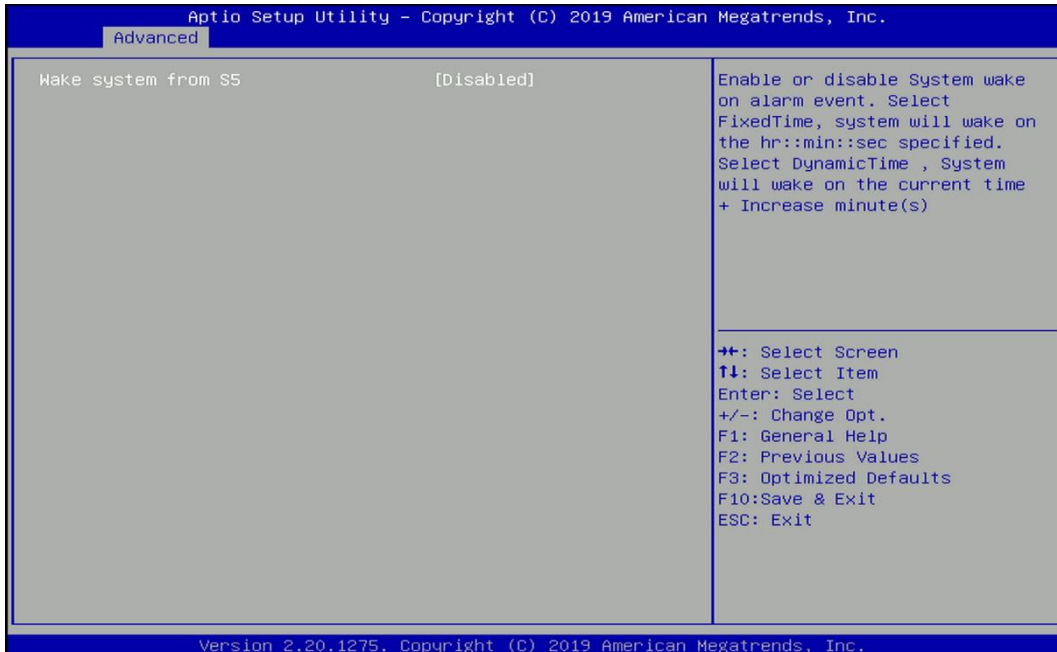 Aptio Setup Utility – Copyright (C) 2019 American Megatrends, Inc.
Advanced
Wake system from S5 [Disabled]
Enable or disable System wake
on alarm event. Select
FixedTime, system will wake on
the hr::min::sec specified.
Select DynamicTime , System
will wake on the current time
+ Increase minute(s)
→←: Select Screen
↑↓: Select Item
Enter: Select
+/-: Change Opt.
F1: General Help
F2: Previous Values
F3: Optimized Defaults
F10:Save & Exit
ESC: Exit
Version 2.20.1275. Copyright (C) 2019 American Megatrends, Inc.